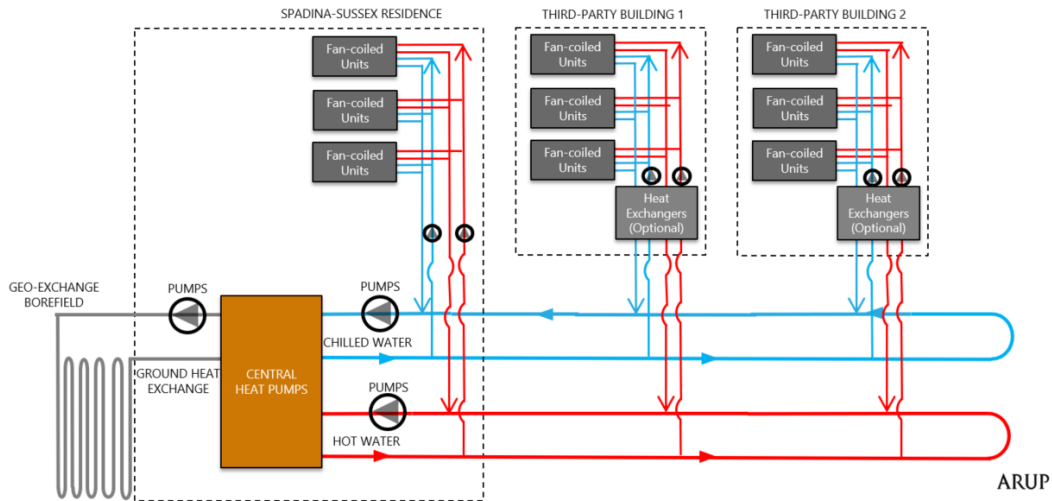 SPADINA-SUSSEX RESIDENCE
THIRD-PARTY BUILDING 1
THIRD-PARTY BUILDING 2
Fan-coiled
Units
Fan-coiled
Units
Fan-coiled
Units
Fan-coiled
Units
Fan-coiled
Units
Fan-coiled
Units
Fan-coiled
Units
Fan-coiled
Units
Fan-coiled
Units
Heat
Exchangers
(Optional)
Heat
Exchangers
(Optional)
GEO-EXCHANGE
BOREFIELD
PUMPS
PUMPS
CHILLED WATER
GROUND HEAT
EXCHANGE
CENTRAL
HEAT PUMPS
PUMPS
HOT WATER
ARUP